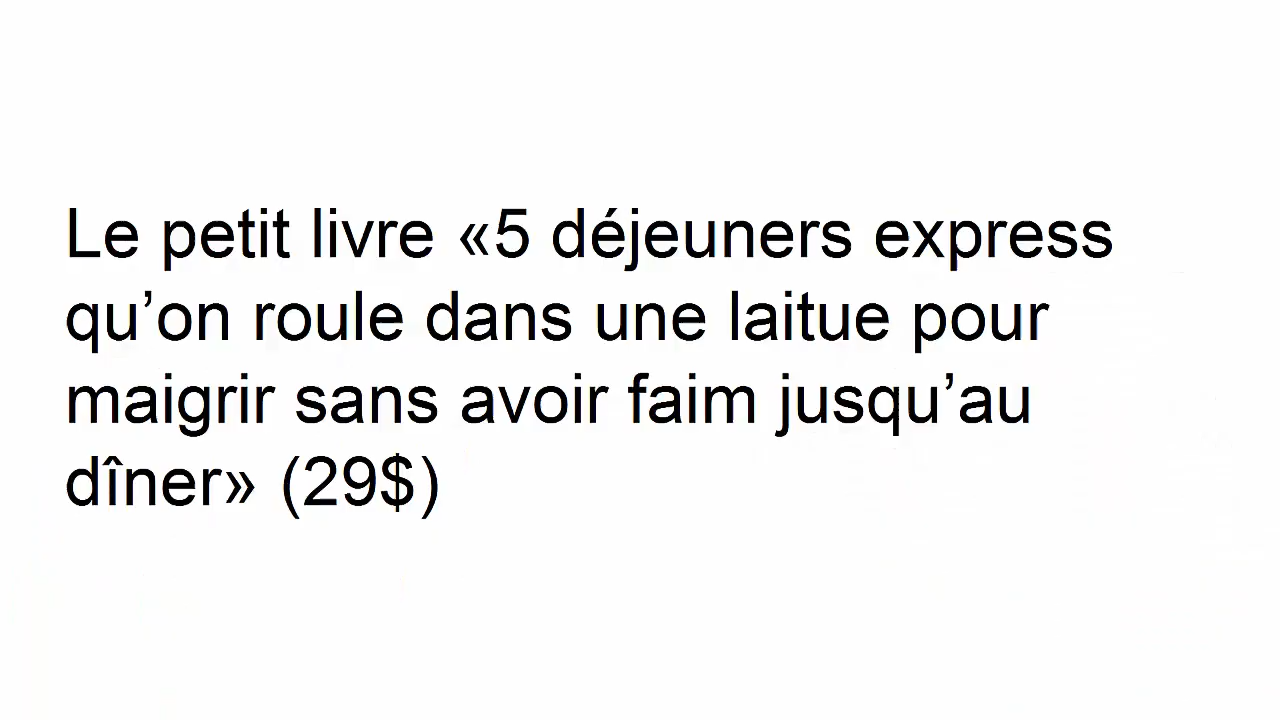 Le petit livre «5 déjeuners express
qu’on roule dans une laitue pour
maigrir sans avoir faim jusqu’au
dîner» (29$)